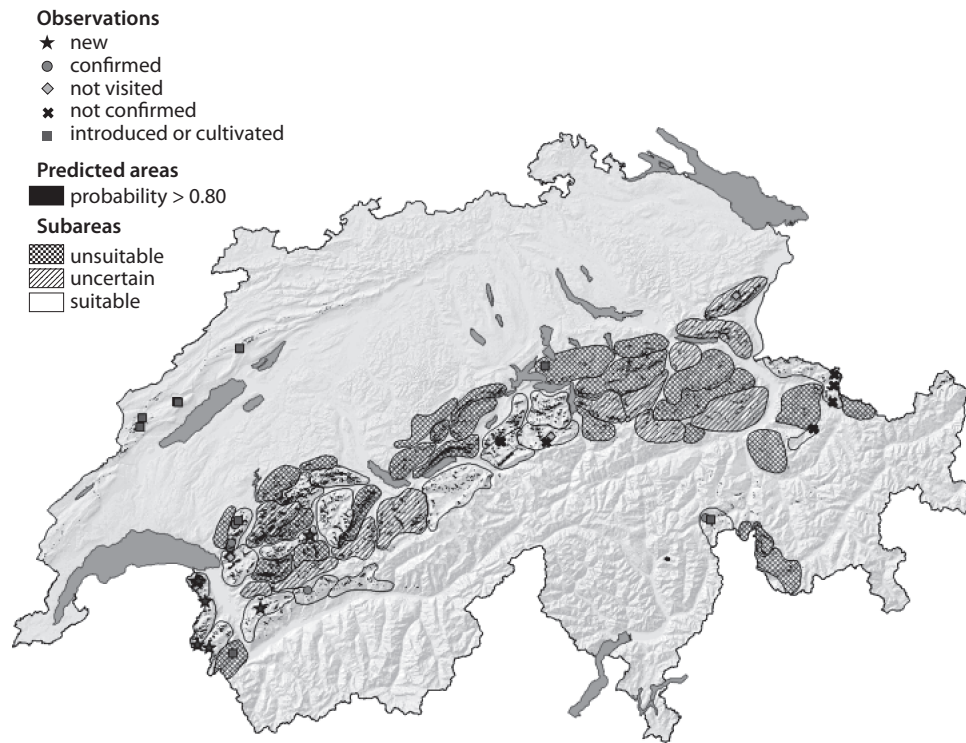 Observations
new
confirmed
not visited
not confirmed
introduced or cultivated
Predicted areas
probability > 0.80
Subareas
unsuitable
uncertain
suitable